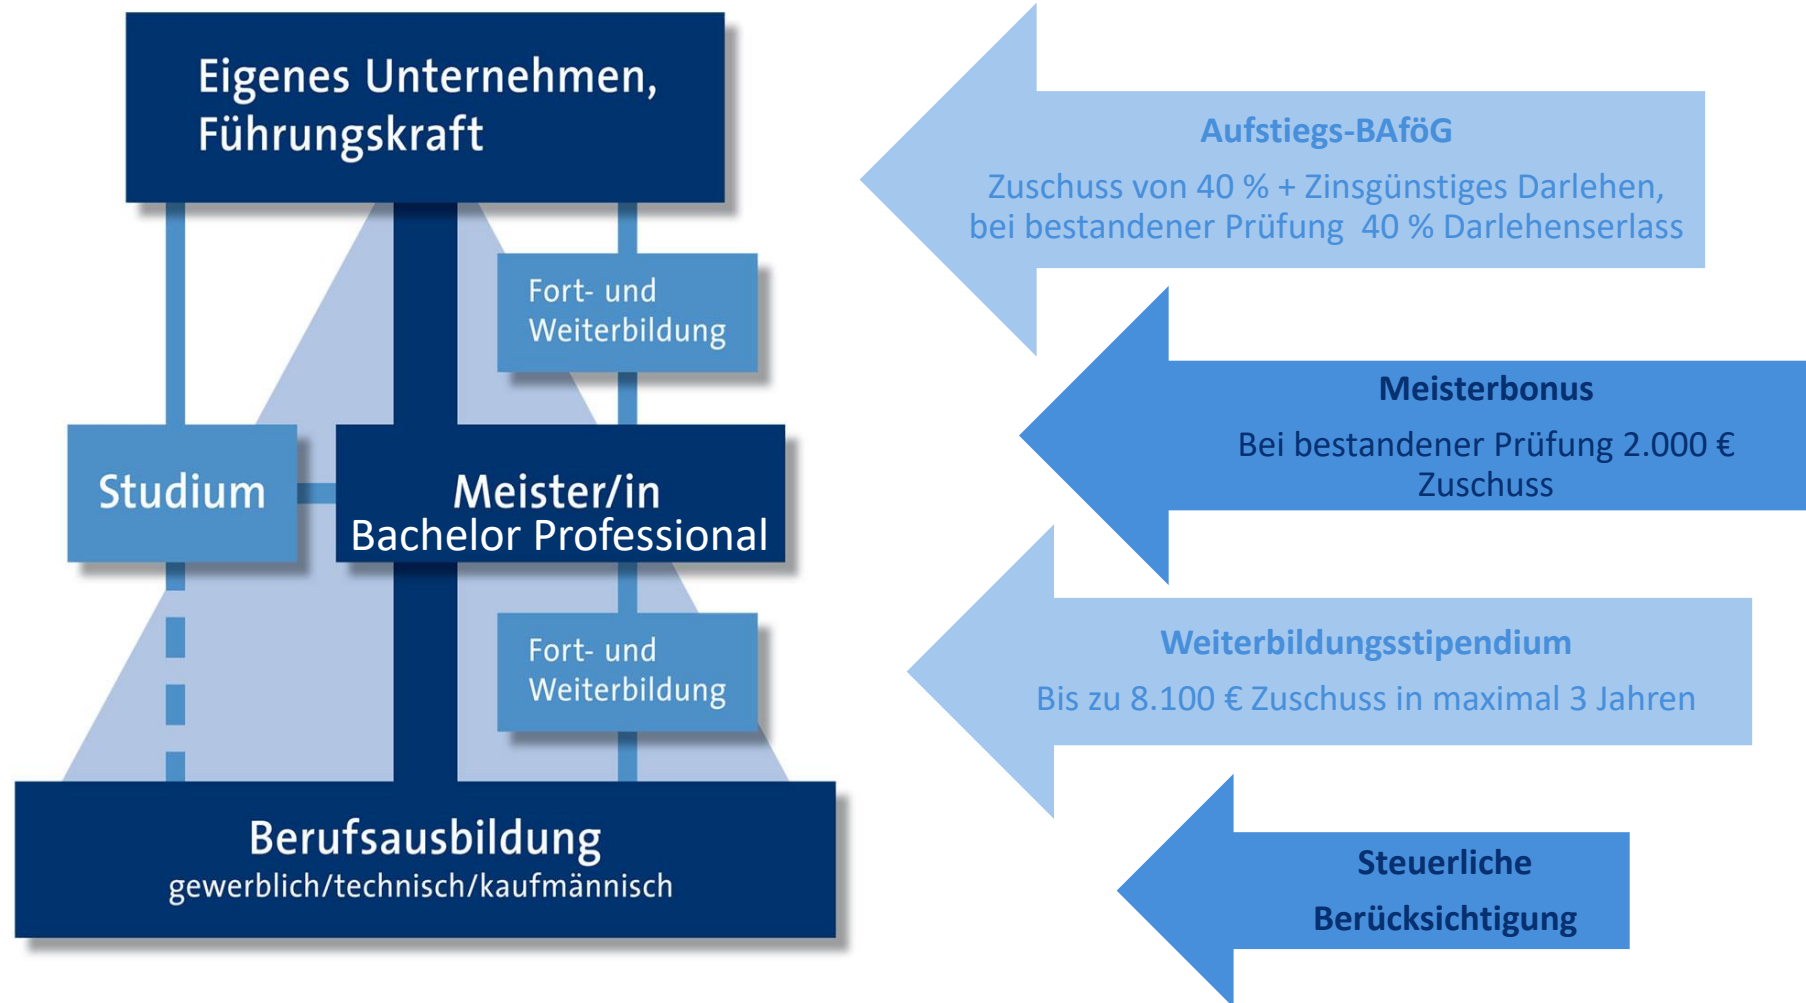 Eigenes Unternehmen,
Führungskraft
Fort- und
Weiterbildung
Studium
Meister/in
Bachelor Professional
Fort- und
Weiterbildung
Berufsausbildung
gewerblich/technisch/kaufmännisch
Aufstiegs-BAföG
Zuschuss von 40 % + Zinsgünstiges Darlehen,
bei bestandener Prüfung 40 % Darlehenserlass
Meisterbonus
Bei bestandener Prüfung 2.000 €
Zuschuss
Weiterbildungsstipendium
Bis zu 8.100 € Zuschuss in maximal 3 Jahren
Steuerliche
Berücksichtigung